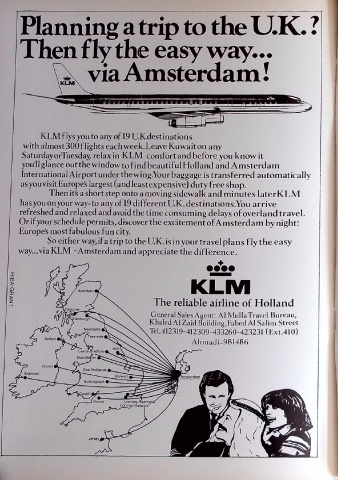 Planning a trip to the U.K.?
Then fly the easy way...
via Amsterdam!
KLM
KLM flys you to any of 19 U.K. destinations
with almost 300 flights each week. Leave Kuwait on any
Saturday or Tuesday, relax in KLM comfort and before you know it
you'll glance out the window to find beautiful Holland and Amsterdam
International Airport under the wing. Your baggage is transferred automatically
as you visit Europe's largest (and least expensive) duty free shop.
Then it's a short step onto a moving sidewalk and minutes later KLM
has you on your way-to any of 19 different U.K. destinations. You arrive
refreshed and relaxed and avoid the time consuming delays of overland travel.
Or if your schedule permits, discover the excitement of Amsterdam by night:
Europe's most fabulous fun city.
So either way, if a trip to the U.K. is in your travel plans fly the easy
way...via KLM -Amsterdam and appreciate the difference.
KLM
The reliable airline of Holland
General Sales Agent: Al Mulla Travel Bureau,
Khaled Al Zaid Building, Fahed Al Salim Street
Tel. 412319-412309-433260-423231 (Ext. 410)
Ahmadi-981486
Aberdeen
Glasgow
Belfast
Dublin
Shannon
Birmingham
Amsterdam
Jersey